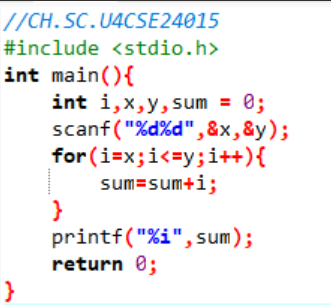 //CH.SC.U4CSE24015
#include <stdio.h>
int main(){
    int i,x,y,sum = 0;
    scanf("%d%d",&x,&y);
    for(i=x;i<=y;i++){
        sum=sum+i;
    }
    printf("%i",sum);
    return 0;
}